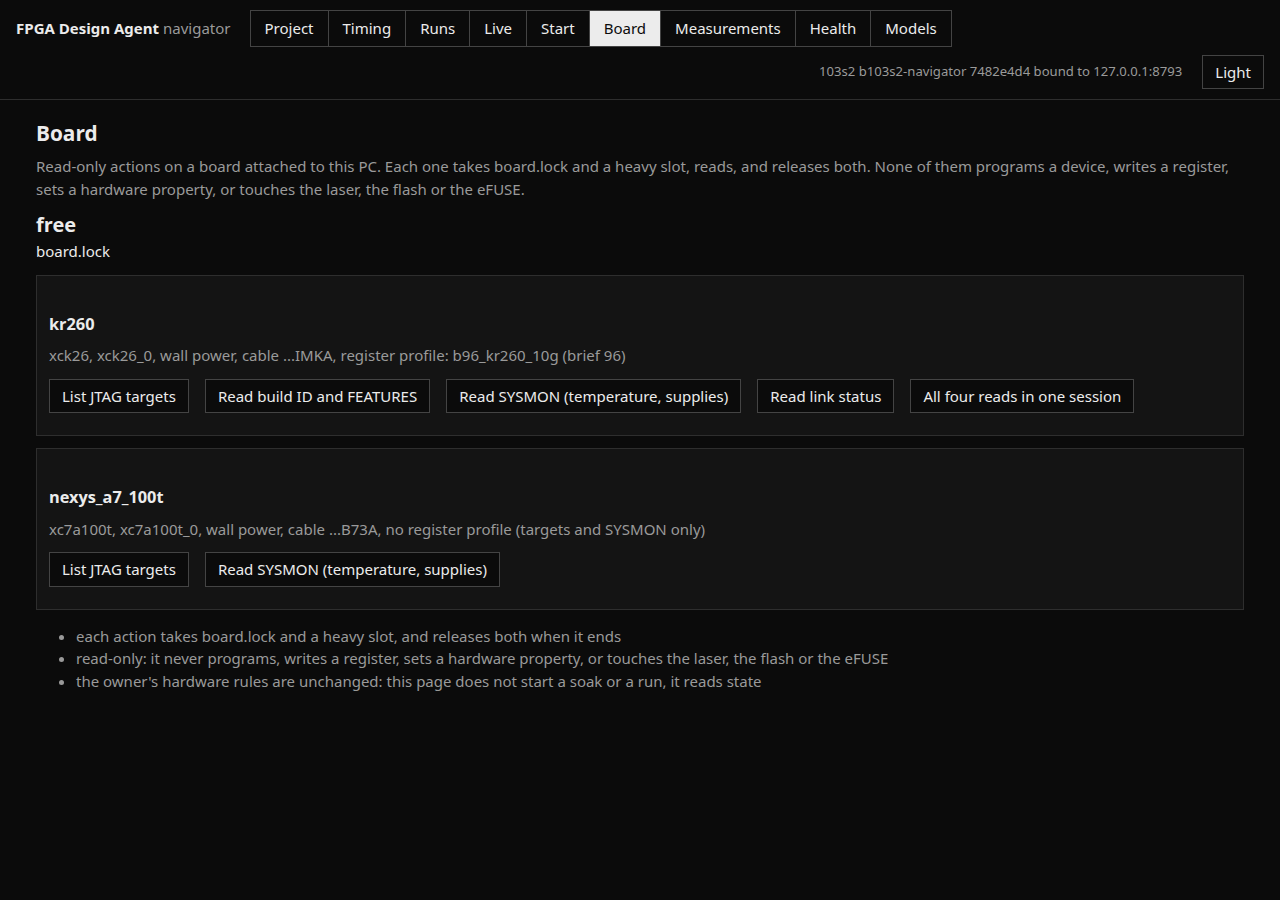 FPGA Design Agent navigator
Project Timing Runs Live Start Board Measurements Health Models
103s2 b103s2-navigator 7482e4d4 bound to 127.0.0.1:8793
Light
Board
Read-only actions on a board attached to this PC. Each one takes board.lock and a heavy slot, reads, and releases both. None of them programs a device, writes a register,
sets a hardware property, or touches the laser, the flash or the eFUSE.
free
board.lock
kr260
xck26, xck26_0, wall power, cable ...IMKA, register profile: b96_kr260_10g (brief 96)
List JTAG targets Read build ID and FEATURES Read SYSMON (temperature, supplies) Read link status All four reads in one session
nexys_a7_100t
xc7a100t, xc7a100t_0, wall power, cable ...B73A, no register profile (targets and SYSMON only)
List JTAG targets Read SYSMON (temperature, supplies)
• each action takes board.lock and a heavy slot, and releases both when it ends
• read-only: it never programs, writes a register, sets a hardware property, or touches the laser, the flash or the eFUSE
• the owner's hardware rules are unchanged: this page does not start a soak or a run, it reads state